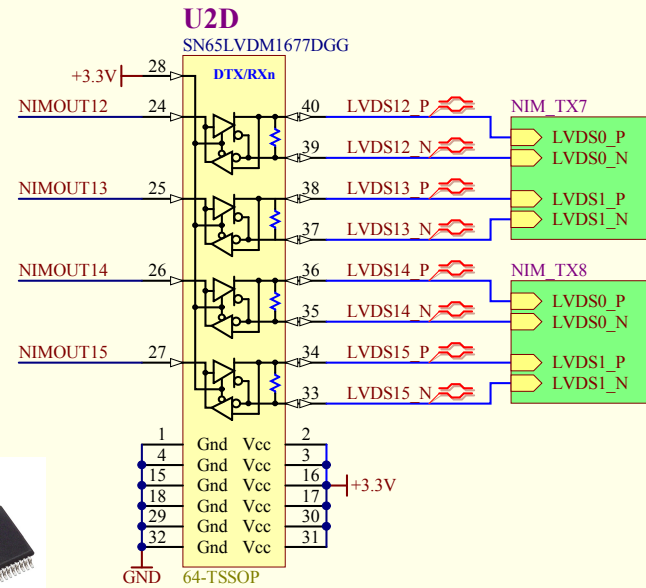 U2D
SN65LVDM1677DGG
+3.3V 28 DTX/RXn
NIMOUT12 24 40 LVDS12_P NIM_TX7
LVDS0_P
39 LVDS12_N LVDS0_N
NIMOUT13 25 38 LVDS13_P LVDS1_P
37 LVDS13_N LVDS1_N
NIMOUT14 26 36 LVDS14_P NIM_TX8
LVDS0_P
35 LVDS14_N LVDS0_N
NIMOUT15 27 34 LVDS15_P LVDS1_P
33 LVDS15_N LVDS1_N
1 Gnd Vcc 2
4 Gnd Vcc 3
15 Gnd Vcc 16 +3.3V
18 Gnd Vcc 17
29 Gnd Vcc 30
32 Gnd Vcc 31
GND 64-TSSOP